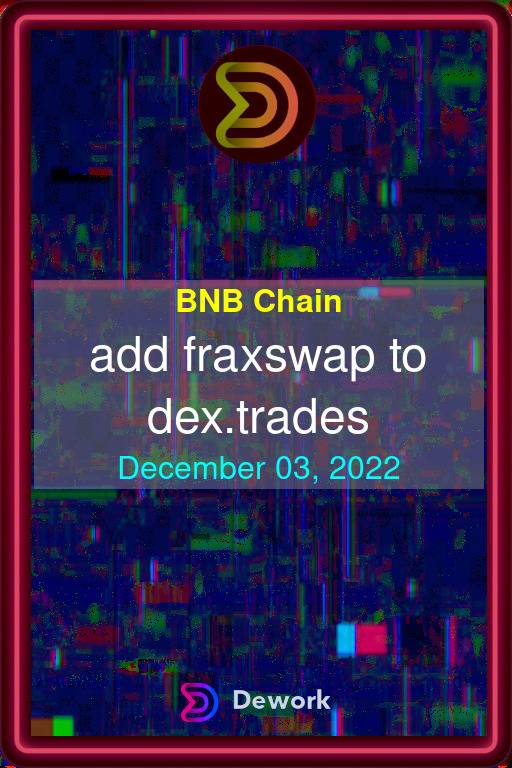 BNB Chain
add fraxswap to
dex.trades
December 03, 2022
Dework